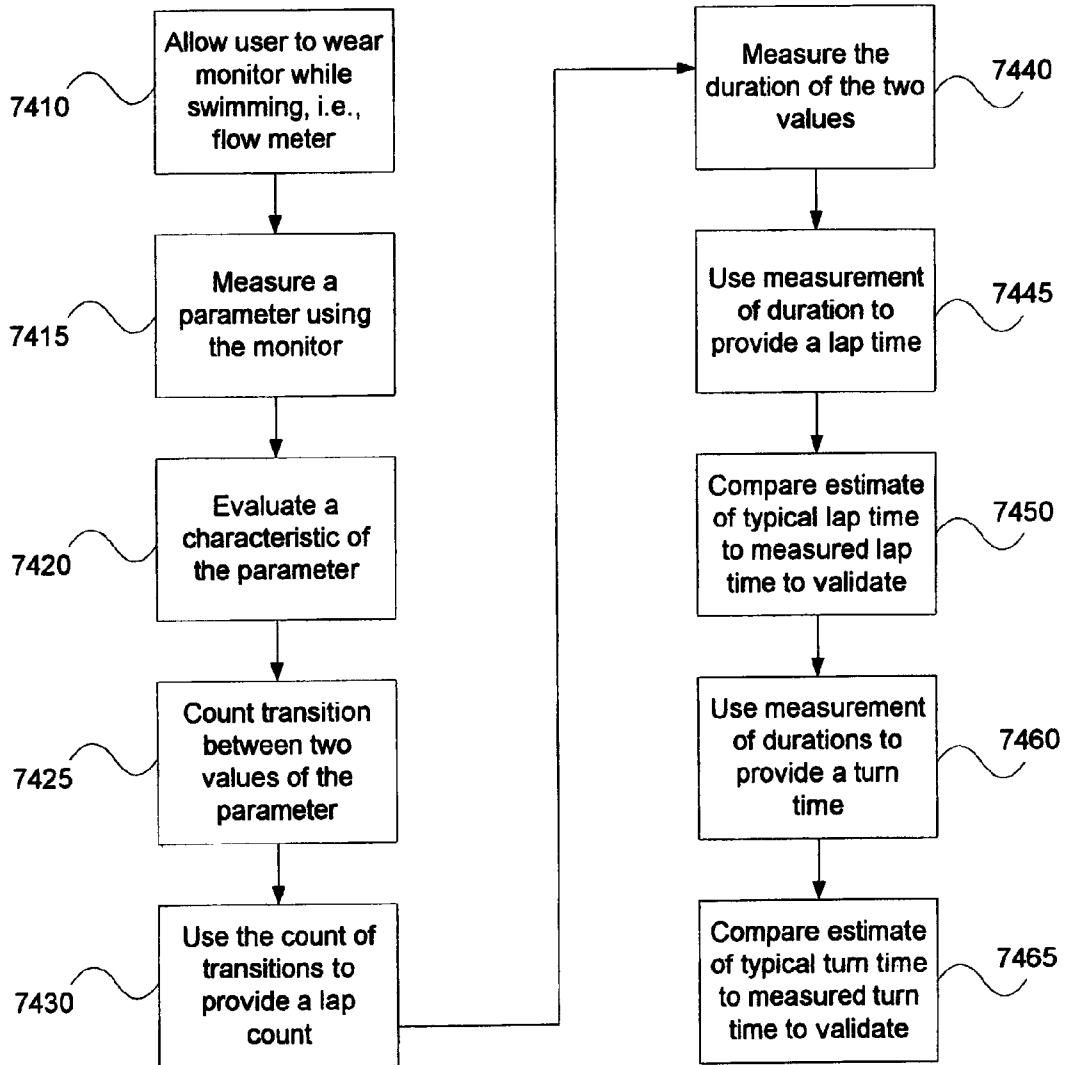 Allow user to wear
monitor while
swimming, i.e.,
flow meter
7410
Measure a
parameter using
the monitor
7415
Evaluate a
characteristic of
the parameter
7420
Count transition
between two
values of the
parameter
7425
Use the count of
transitions to
provide a lap
count
7430
Measure the
duration of the two
values
7440
Use measurement
of duration to
provide a lap time
7445
Compare estimate
of typical lap time
to measured lap
time to validate
7450
Use measurement
of durations to
provide a turn
time
7460
Compare estimate
of typical turn time
to measured turn
time to validate
7465